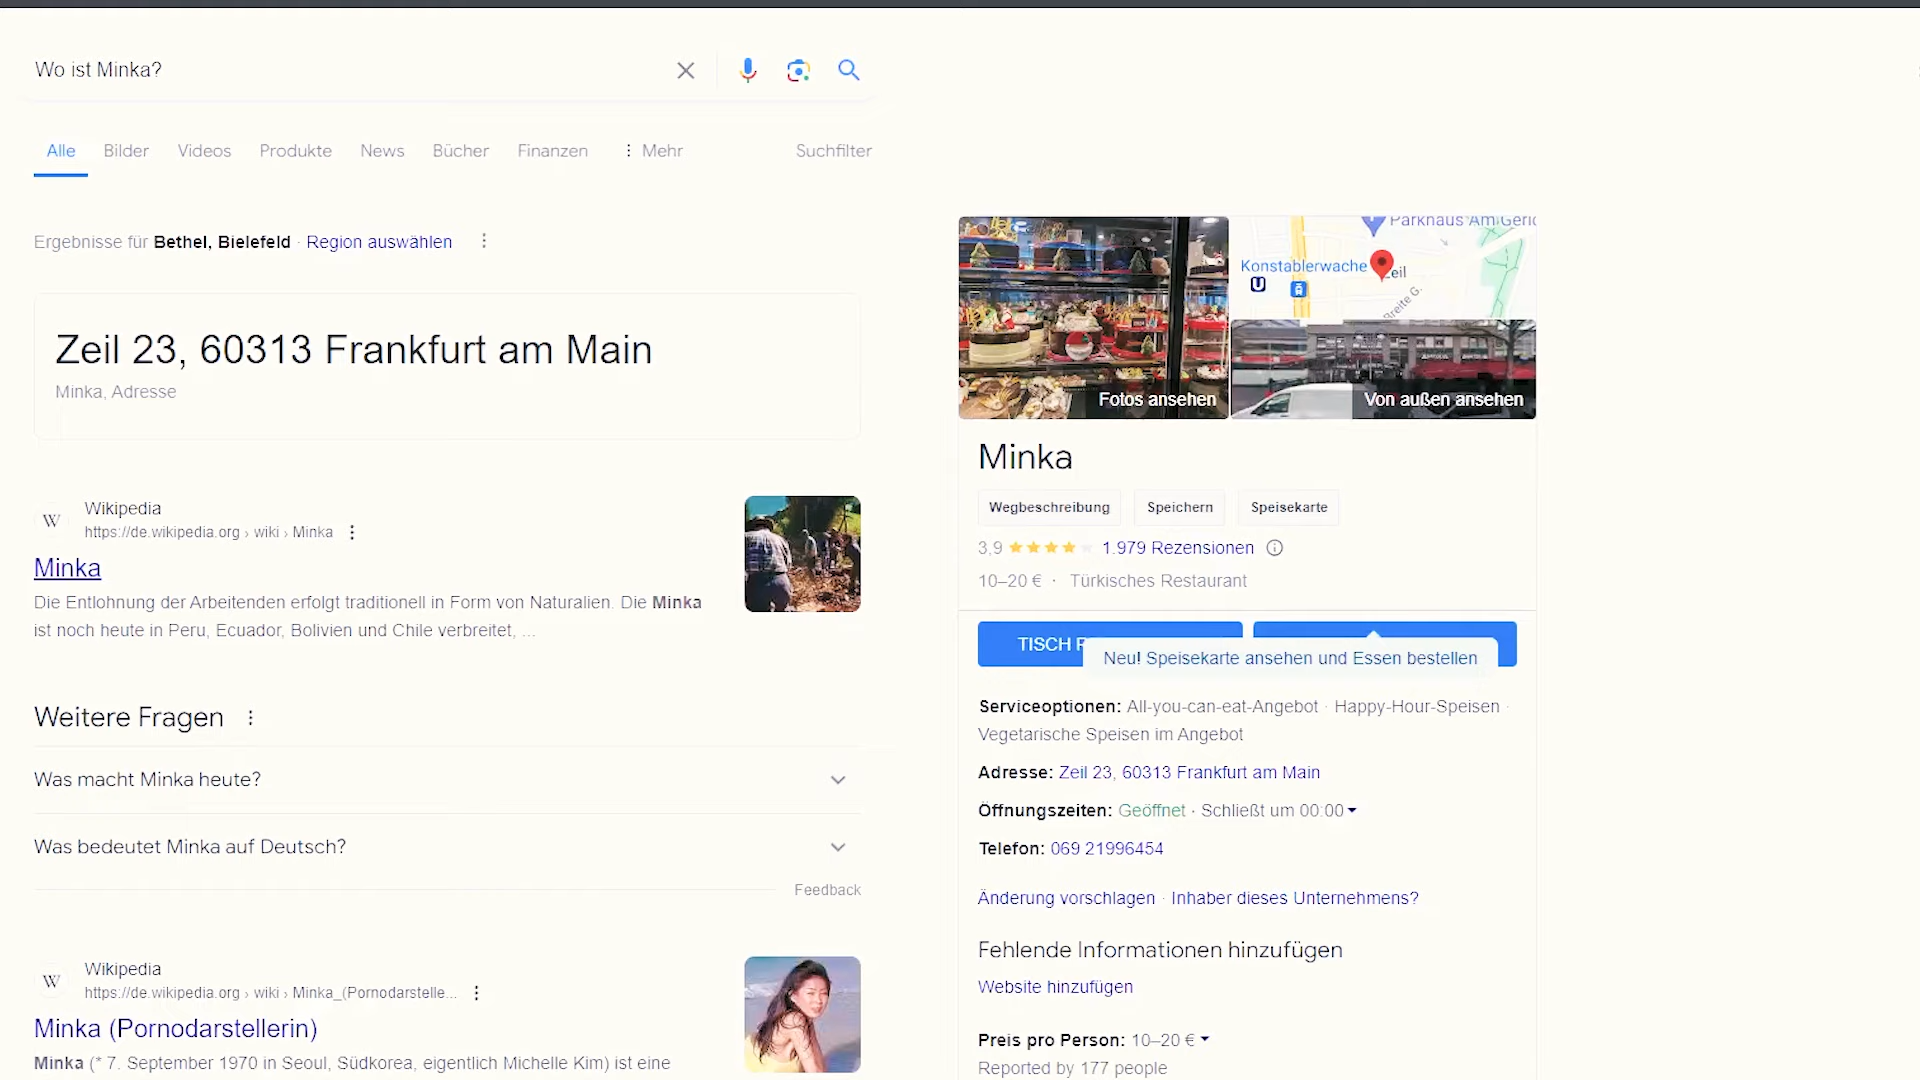 Wo ist Minka?
Alle Bilder Videos Produkte News Bücher Finanzen Mehr Suchfilter
Ergebnisse für Bethel, Bielefeld · Region auswählen
Zeil 23, 60313 Frankfurt am Main
Minka, Adresse
Wikipedia
https://de.wikipedia.org › wiki › Minka
Minka
Die Entlohnung der Arbeitenden erfolgt traditionell in Form von Naturalien. Die Minka
ist noch heute in Peru, Ecuador, Bolivien und Chile verbreitet, ...
Weitere Fragen
Was macht Minka heute?
Was bedeutet Minka auf Deutsch?
Feedback
Wikipedia
https://de.wikipedia.org › wiki › Minka_(Pornodarstelle...
Minka (Pornodarstellerin)
Minka (* 7. September 1970 in Seoul, Südkorea, eigentlich Michelle Kim) ist eine
Parkhaus Am Geric
Konstablerwache
Zeil
Breite G.
Fotos ansehen
Von außen ansehen
Minka
Wegbeschreibung Speichern Speisekarte
3,9 1.979 Rezensionen
10–20 € · Türkisches Restaurant
TISCH
Neu! Speisekarte ansehen und Essen bestellen
Serviceoptionen: All-you-can-eat-Angebot · Happy-Hour-Speisen ·
Vegetarische Speisen im Angebot
Adresse: Zeil 23, 60313 Frankfurt am Main
Öffnungszeiten: Geöffnet · Schließt um 00:00
Telefon: 069 21996454
Änderung vorschlagen · Inhaber dieses Unternehmens?
Fehlende Informationen hinzufügen
Website hinzufügen
Preis pro Person: 10–20 €
Reported by 177 people